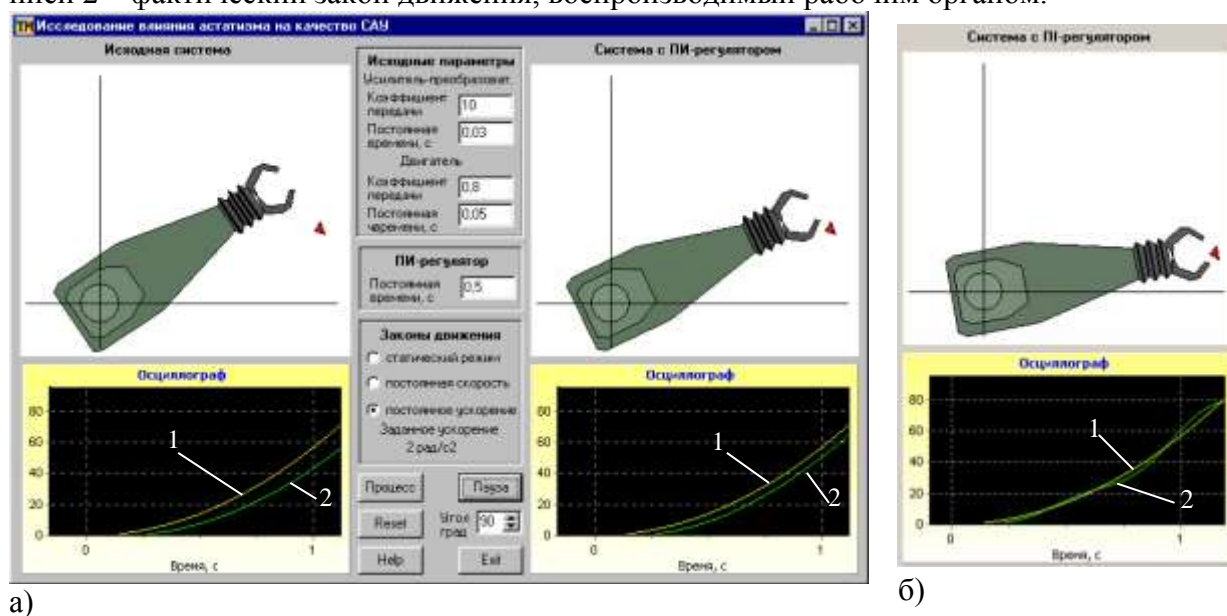 нией 2 – фактический закон движения, воспроизводимый рабочим органом.
Исследование влияния астатизма на качество САУ
Исходная система
Исходные параметры
Усилитель-преобразоват.
Коэффициент передачи
10
Постоянная времени, с
0,03
Двигатель
Коэффициент передачи
0,8
Постоянная
времени, с
0,05
ПИ-регулятор
Постоянная времени, с
0,5
Законы движения
статический режим
постоянная скорость
постоянное ускорение
Заданное ускорение
2 рад/с2
Процесс
Пауза
Reset
Угол град
90
Help
Exit
Система с ПИ-регулятором
Осциллограф
80
60
40
20
0
0
1
Время, с
1
2
Осциллограф
80
60
40
20
0
0
1
Время, с
1
2
а)
Система с ПІ-регулятором
Осциллограф
80
60
40
20
0
0
1
Время, с
1
2
б)